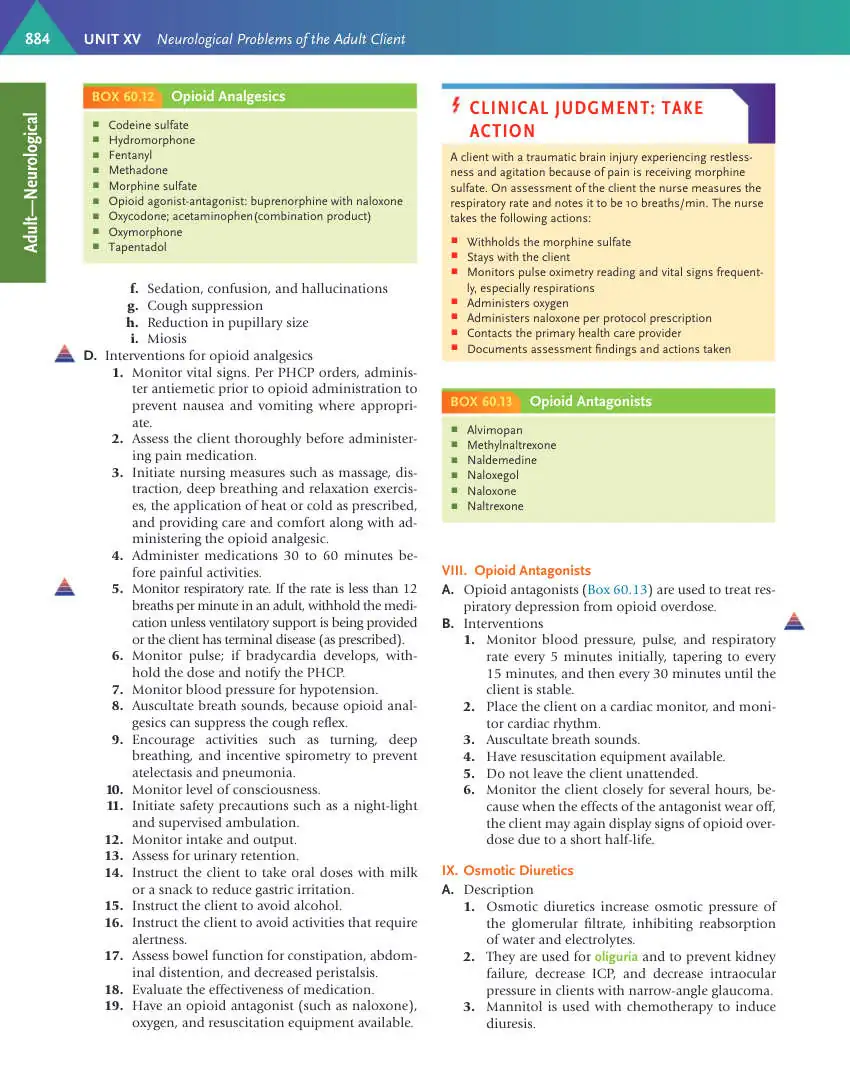 884 UNIT XV Neurological Problems of the Adult Client
Adult—Neurological
BOX 60.12 Opioid Analgesics
■ Codeine sulfate
■ Hydromorphone
■ Fentanyl
■ Methadone
■ Morphine sulfate
■ Opioid agonist-antagonist: buprenorphine with naloxone
■ Oxycodone; acetaminophen (combination product)
■ Oxymorphone
■ Tapentadol
f. Sedation, confusion, and hallucinations
g. Cough suppression
h. Reduction in pupillary size
i. Miosis
D. Interventions for opioid analgesics
1. Monitor vital signs. Per PHCP orders, adminis-
ter antiemetic prior to opioid administration to
prevent nausea and vomiting where appropri-
ate.
2. Assess the client thoroughly before administer-
ing pain medication.
3. Initiate nursing measures such as massage, dis-
traction, deep breathing and relaxation exercis-
es, the application of heat or cold as prescribed,
and providing care and comfort along with ad-
ministering the opioid analgesic.
4. Administer medications 30 to 60 minutes be-
fore painful activities.
5. Monitor respiratory rate. If the rate is less than 12
breaths per minute in an adult, withhold the medi-
cation unless ventilatory support is being provided
or the client has terminal disease (as prescribed).
6. Monitor pulse; if bradycardia develops, with-
hold the dose and notify the PHCP.
7. Monitor blood pressure for hypotension.
8. Auscultate breath sounds, because opioid anal-
gesics can suppress the cough reflex.
9. Encourage activities such as turning, deep
breathing, and incentive spirometry to prevent
atelectasis and pneumonia.
10. Monitor level of consciousness.
11. Initiate safety precautions such as a night-light
and supervised ambulation.
12. Monitor intake and output.
13. Assess for urinary retention.
14. Instruct the client to take oral doses with milk
or a snack to reduce gastric irritation.
15. Instruct the client to avoid alcohol.
16. Instruct the client to avoid activities that require
alertness.
17. Assess bowel function for constipation, abdom-
inal distention, and decreased peristalsis.
18. Evaluate the effectiveness of medication.
19. Have an opioid antagonist (such as naloxone),
oxygen, and resuscitation equipment available.
CLINICAL JUDGMENT: TAKE
ACTION
A client with a traumatic brain injury experiencing restless-
ness and agitation because of pain is receiving morphine
sulfate. On assessment of the client the nurse measures the
respiratory rate and notes it to be 10 breaths/min. The nurse
takes the following actions:
■ Withholds the morphine sulfate
■ Stays with the client
■ Monitors pulse oximetry reading and vital signs frequent-
ly, especially respirations
■ Administers oxygen
■ Administers naloxone per protocol prescription
■ Contacts the primary health care provider
■ Documents assessment findings and actions taken
BOX 60.13 Opioid Antagonists
■ Alvimopan
■ Methylnaltrexone
■ Naldemedine
■ Naloxegol
■ Naloxone
■ Naltrexone
VIII. Opioid Antagonists
A. Opioid antagonists (Box 60.13) are used to treat res-
piratory depression from opioid overdose.
B. Interventions
1. Monitor blood pressure, pulse, and respiratory
rate every 5 minutes initially, tapering to every
15 minutes, and then every 30 minutes until the
client is stable.
2. Place the client on a cardiac monitor, and moni-
tor cardiac rhythm.
3. Auscultate breath sounds.
4. Have resuscitation equipment available.
5. Do not leave the client unattended.
6. Monitor the client closely for several hours, be-
cause when the effects of the antagonist wear off,
the client may again display signs of opioid over-
dose due to a short half-life.
IX. Osmotic Diuretics
A. Description
1. Osmotic diuretics increase osmotic pressure of
the glomerular filtrate, inhibiting reabsorption
of water and electrolytes.
2. They are used for oliguria and to prevent kidney
failure, decrease ICP, and decrease intraocular
pressure in clients with narrow-angle glaucoma.
3. Mannitol is used with chemotherapy to induce
diuresis.